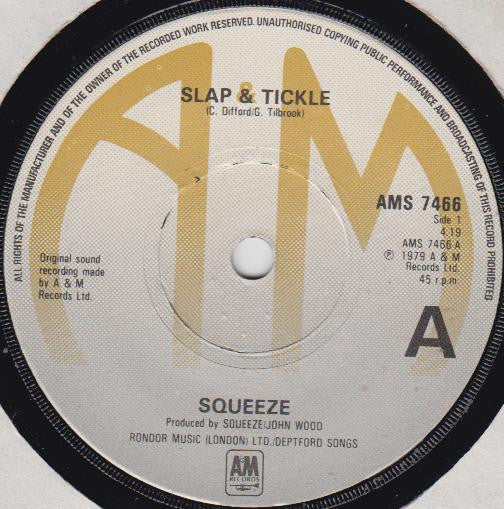 ALL RIGHTS OF THE MANUFACTURER AND OF THE OWNER OF THE RECORDED WORK RESERVED. UNAUTHORISED COPYING PUBLIC PERFORMANCE AND BROADCASTING OF THIS RECORD PROHIBITED
AM
SLAP & TICKLE
(C. Difford/G. Tilbrook)
AMS 7466
Side 1
4.19
AMS 7466 A
℗ 1979 A & M
Records Ltd.
45 r.p.m.
Original sound
recording made
by A & M
Records Ltd.
A
SQUEEZE
Produced by SQUEEZE/JOHN WOOD
RONDOR MUSIC (LONDON) LTD./DEPTFORD SONGS
AM
RECORDS